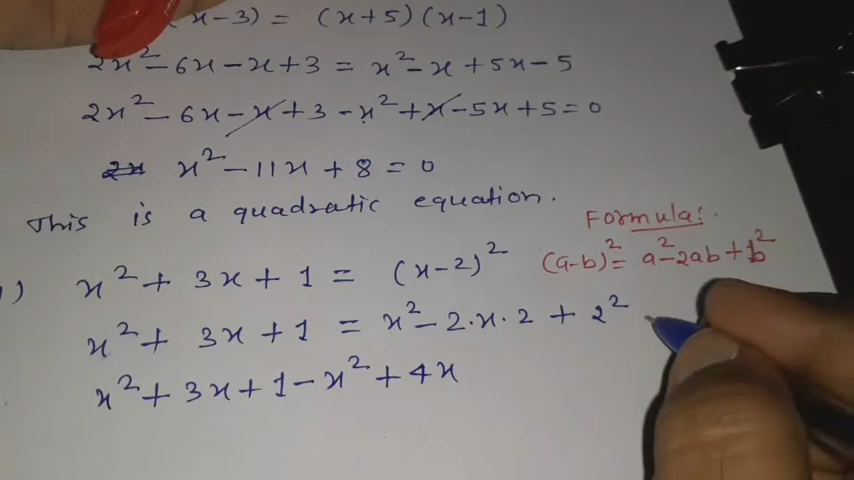 x-3) = (x+5)(x-1)
2x²-6x-x+3 = x²-x+5x-5
2x²-6x-x+3-x²+x-5x+5=0
2x x²-11x+8=0
This is a quadratic equation.
Formula:
(a-b)²= a²-2ab+b²
) x²+3x+1 = (x-2)²
x²+3x+1 = x²-2.x.2+2²
x²+3x+1-x²+4x